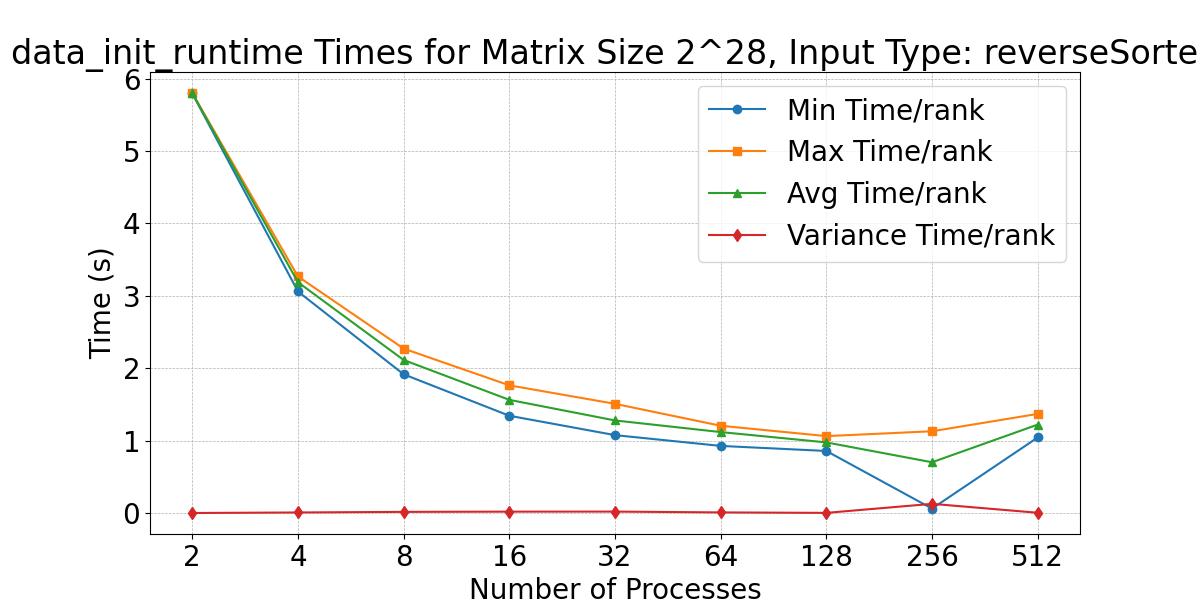 data_init_runtime Times for Matrix Size 2^28, Input Type: reverseSorte
6
5
4
3
2
1
0
Time (s)
Min Time/rank
Max Time/rank
Avg Time/rank
Variance Time/rank
2 4 8 16 32 64 128 256 512
Number of Processes